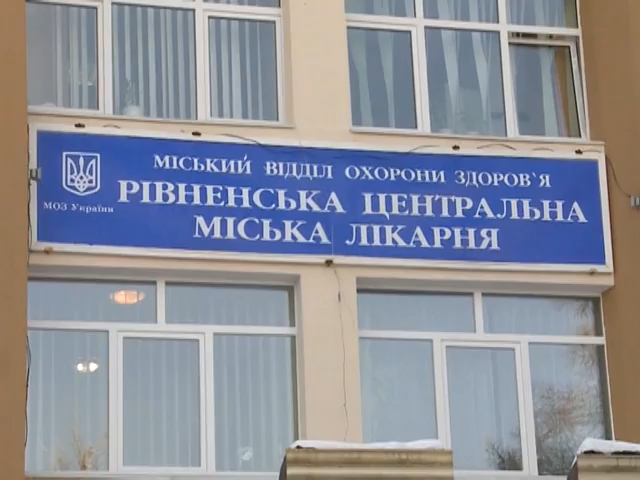 МІСЬКИЙ ВІДДІЛ ОХОРОНИ ЗДОРОВ`Я
РІВНЕНСЬКА ЦЕНТРАЛЬНА
МІСЬКА ЛІКАРНЯ
МОЗ України